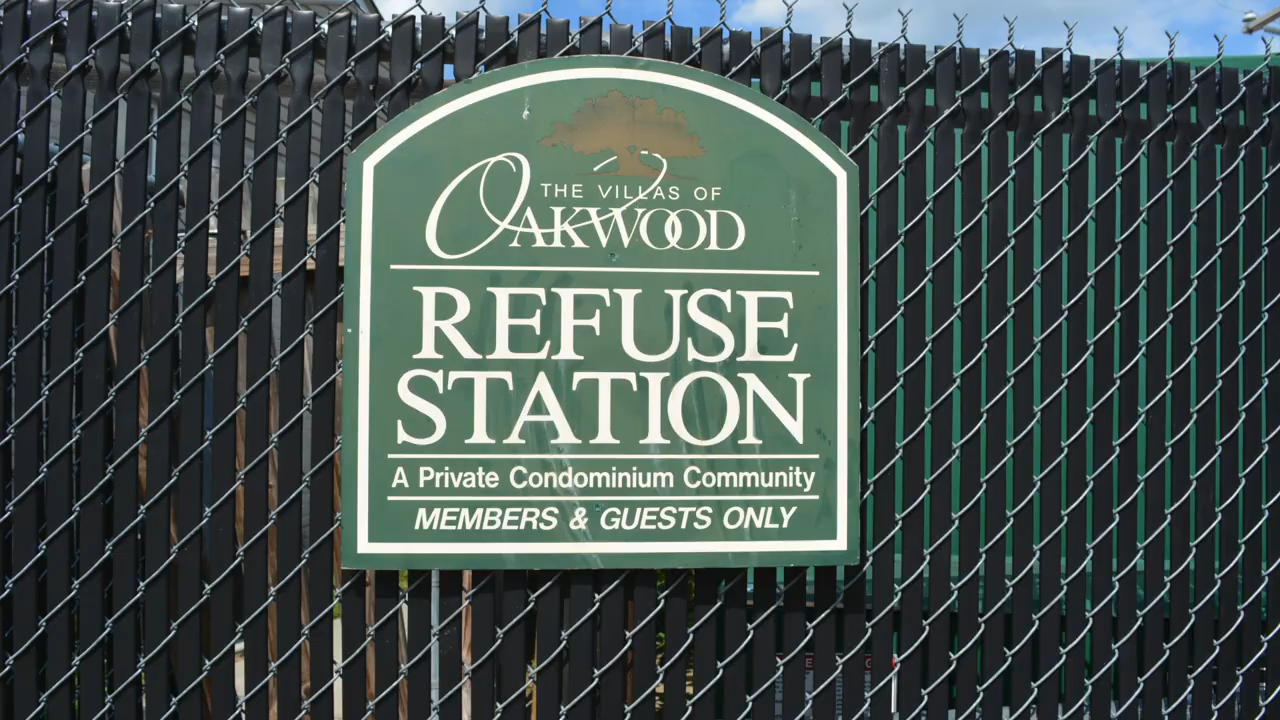 THE VILLAS OF
OAKWOOD
REFUSE
STATION
A Private Condominium Community
MEMBERS & GUESTS ONLY